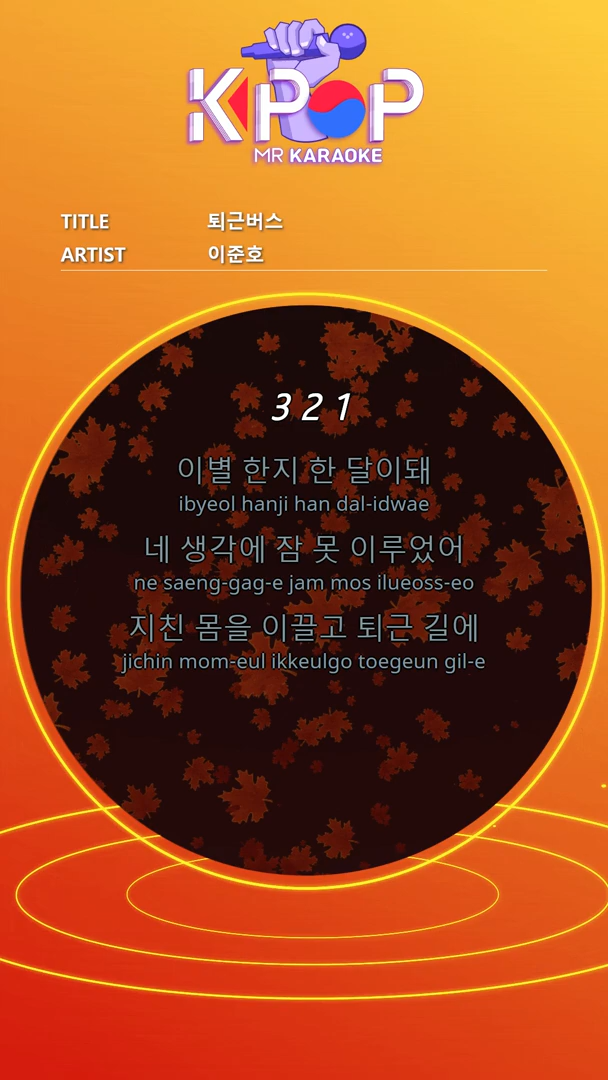 KPOP
MR KARAOKE
TITLE 퇴근버스
ARTIST 이준호
3 2 1
이별 한지 한 달이돼
ibyeol hanji han dal-idwae
네 생각에 잠 못 이루었어
ne saeng-gag-e jam mos ilueoss-eo
지친 몸을 이끌고 퇴근 길에
jichin mom-eul ikkeulgo toegeun gil-e